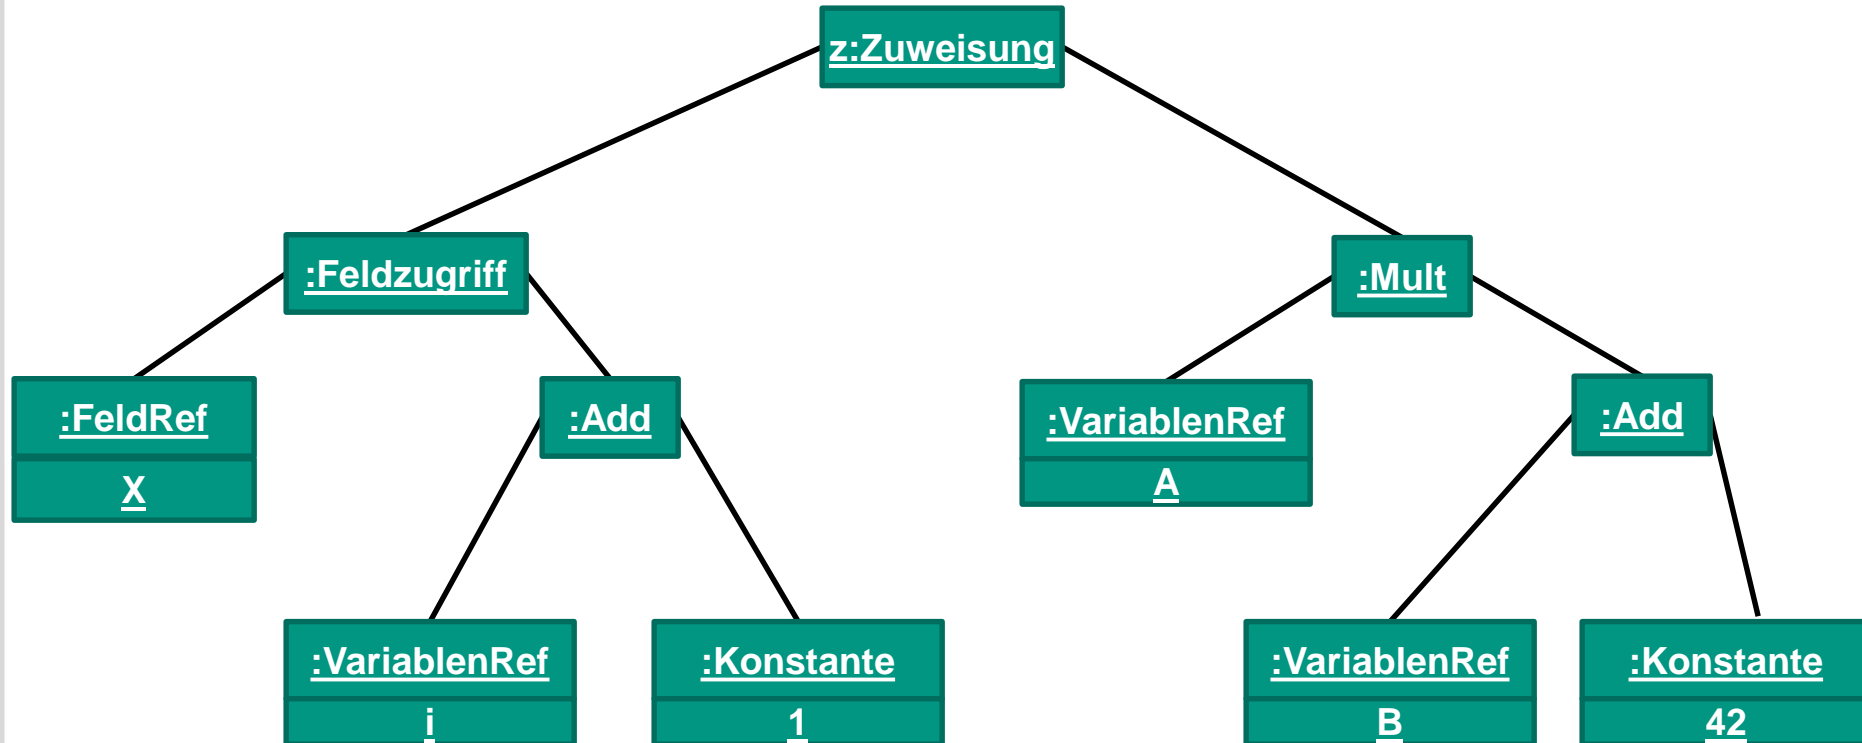 z:Zuweisung
:Feldzugriff
:Mult
:FeldRef
X
:Add
:VariablenRef
A
:Add
:VariablenRef
i
:Konstante
1
:VariablenRef
B
:Konstante
42